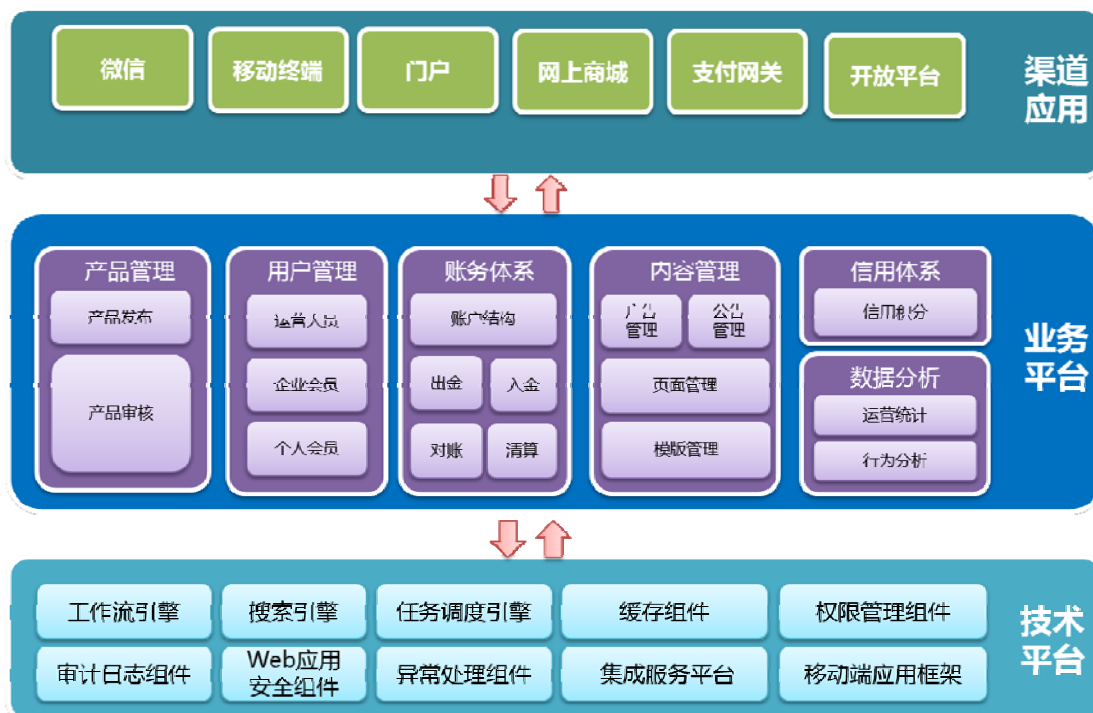 微信
移动终端
门户
网上商城
支付网关
开放平台
渠道
应用
产品管理
产品发布
产品审核
用户管理
运营人员
企业会员
个人会员
账务体系
账户结构
出金
入金
对账
清算
内容管理
广告
管理
公告
管理
页面管理
模版管理
信用体系
信用积分
数据分析
运营统计
行为分析
业务
平台
工作流引擎
搜索引擎
任务调度引擎
缓存组件
权限管理组件
审计日志组件
Web应用
安全组件
异常处理组件
集成服务平台
移动端应用框架
技术
平台